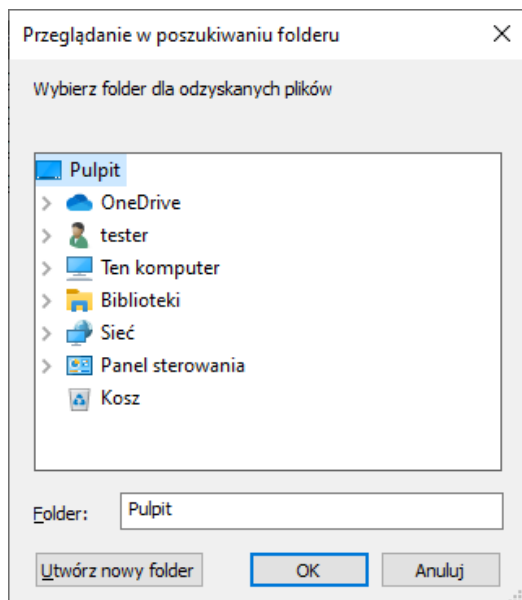 Przeglądanie w poszukiwaniu folderu
Wybierz folder dla odzyskanych plików
Pulpit
OneDrive
tester
Ten komputer
Biblioteki
Sieć
Panel sterowania
Kosz
Folder: Pulpit
Utwórz nowy folder OK Anuluj